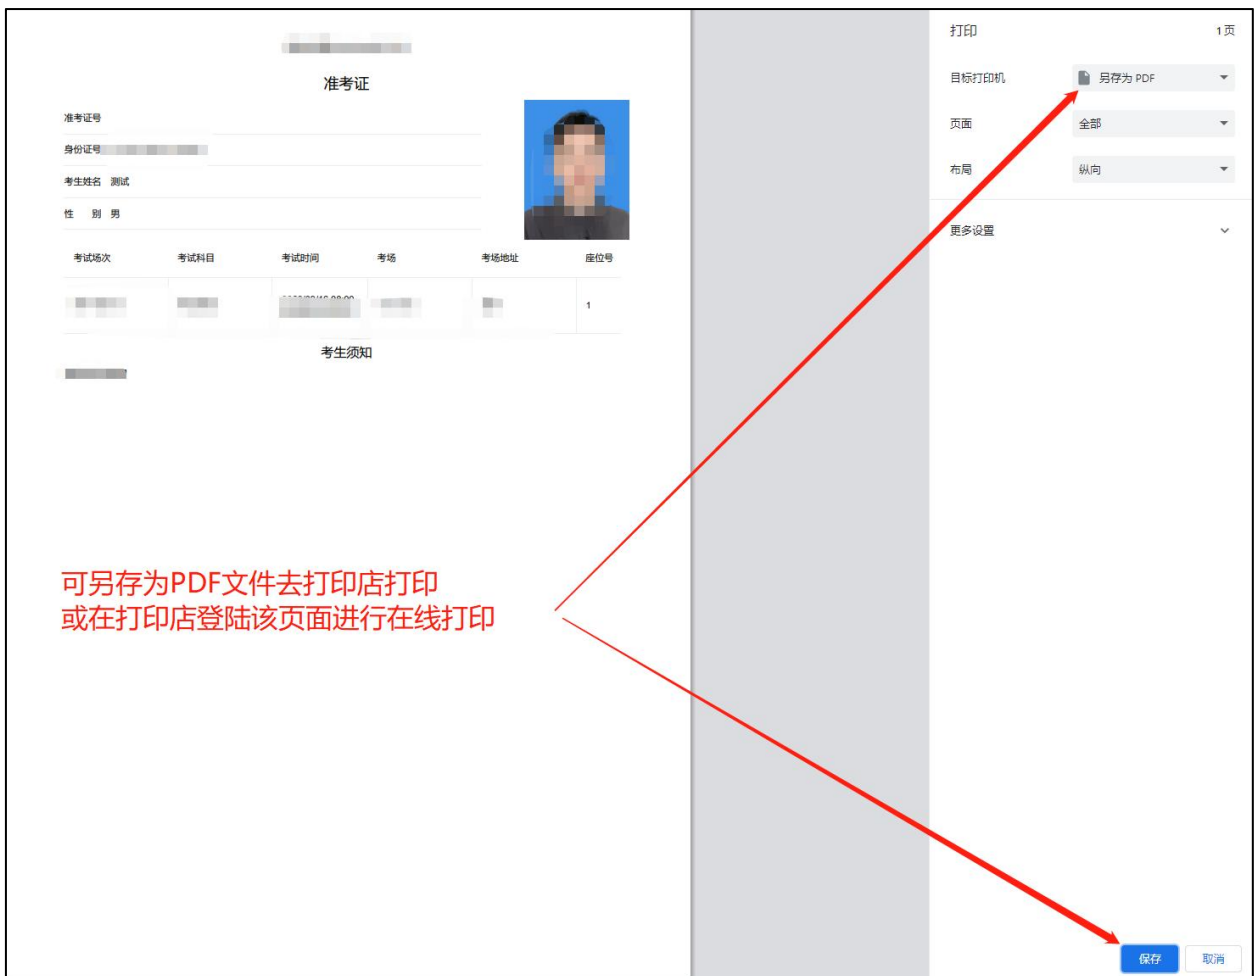 准考证
准考证号
身份证号
考生姓名 测试
性 别 男
考试场次 考试科目 考试时间 考场 考场地址 座位号
1
考生须知
可另存为PDF文件去打印店打印
或在打印店登陆该页面进行在线打印
打印 1页
目标打印机 另存为 PDF
页面 全部
布局 纵向
更多设置
保存 取消